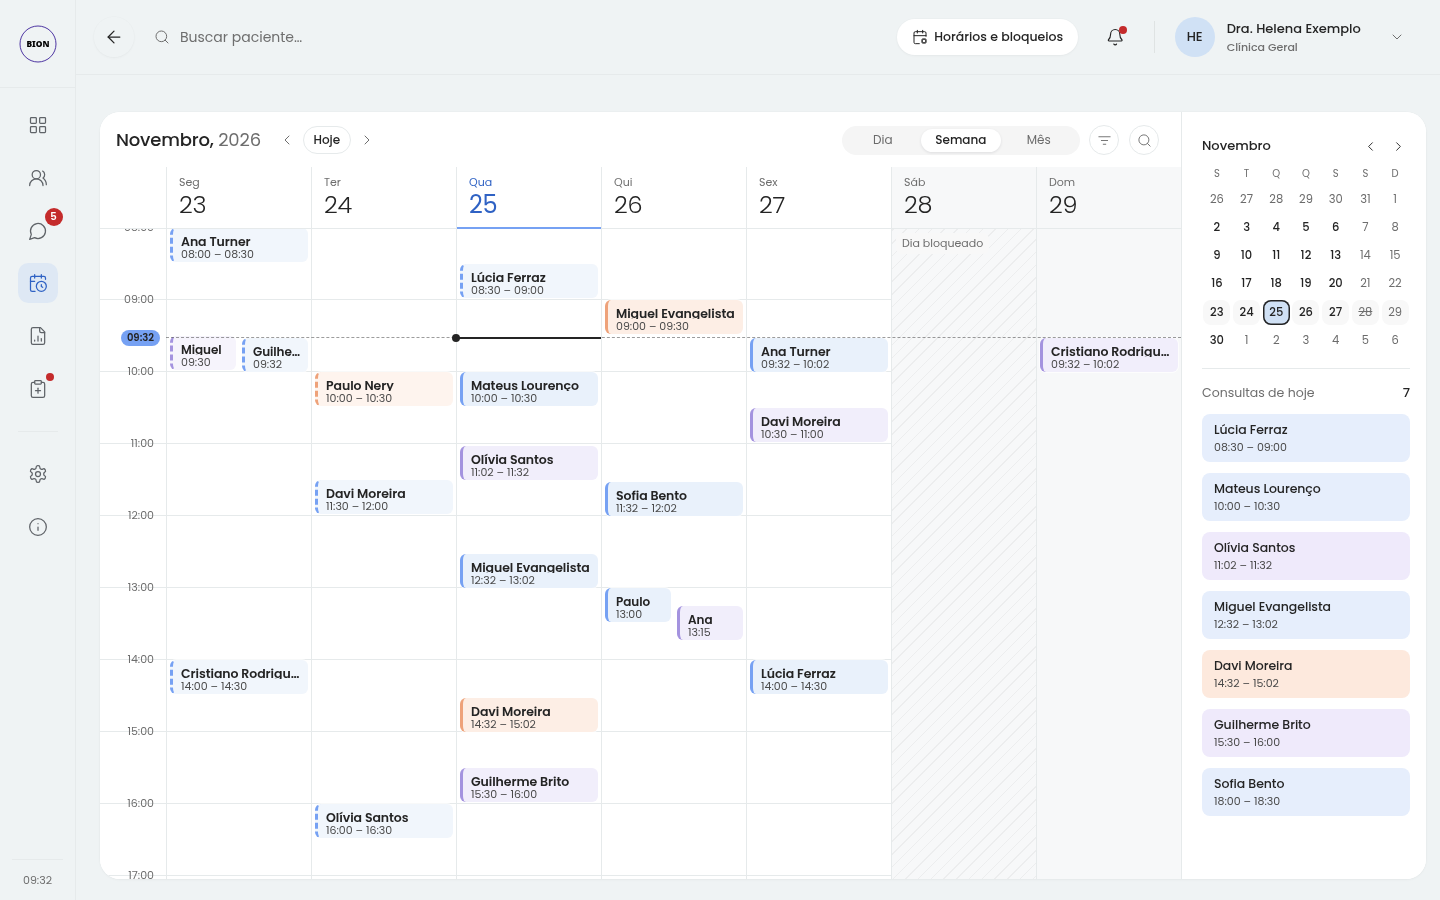 BION
Buscar paciente...
Horários e bloqueios
HE
Dra. Helena Exemplo
Clínica Geral
5
09:32
Novembro, 2026
Hoje
Dia
Semana
Mês
Seg
23
Ter
24
Qua
25
Qui
26
Sex
27
Sáb
28
Dom
29
09:00
09:32
10:00
11:00
12:00
13:00
14:00
15:00
16:00
17:00
Ana Turner
08:00 – 08:30
Miguel
09:30
Guilhe...
09:32
Cristiano Rodrigu...
14:00 – 14:30
Paulo Nery
10:00 – 10:30
Davi Moreira
11:30 – 12:00
Olívia Santos
16:00 – 16:30
Lúcia Ferraz
08:30 – 09:00
Mateus Lourenço
10:00 – 10:30
Olívia Santos
11:02 – 11:32
Miguel Evangelista
12:32 – 13:02
Davi Moreira
14:32 – 15:02
Guilherme Brito
15:30 – 16:00
Miguel Evangelista
09:00 – 09:30
Sofia Bento
11:32 – 12:02
Paulo
13:00
Ana
13:15
Ana Turner
09:32 – 10:02
Davi Moreira
10:30 – 11:00
Lúcia Ferraz
14:00 – 14:30
Dia bloqueado
Cristiano Rodrigu...
09:32 – 10:02
Novembro
S T Q Q S S D
26 27 28 29 30 31 1
2 3 4 5 6 7 8
9 10 11 12 13 14 15
16 17 18 19 20 21 22
23 24 25 26 27 28 29
30 1 2 3 4 5 6
Consultas de hoje 7
Lúcia Ferraz
08:30 – 09:00
Mateus Lourenço
10:00 – 10:30
Olívia Santos
11:02 – 11:32
Miguel Evangelista
12:32 – 13:02
Davi Moreira
14:32 – 15:02
Guilherme Brito
15:30 – 16:00
Sofia Bento
18:00 – 18:30